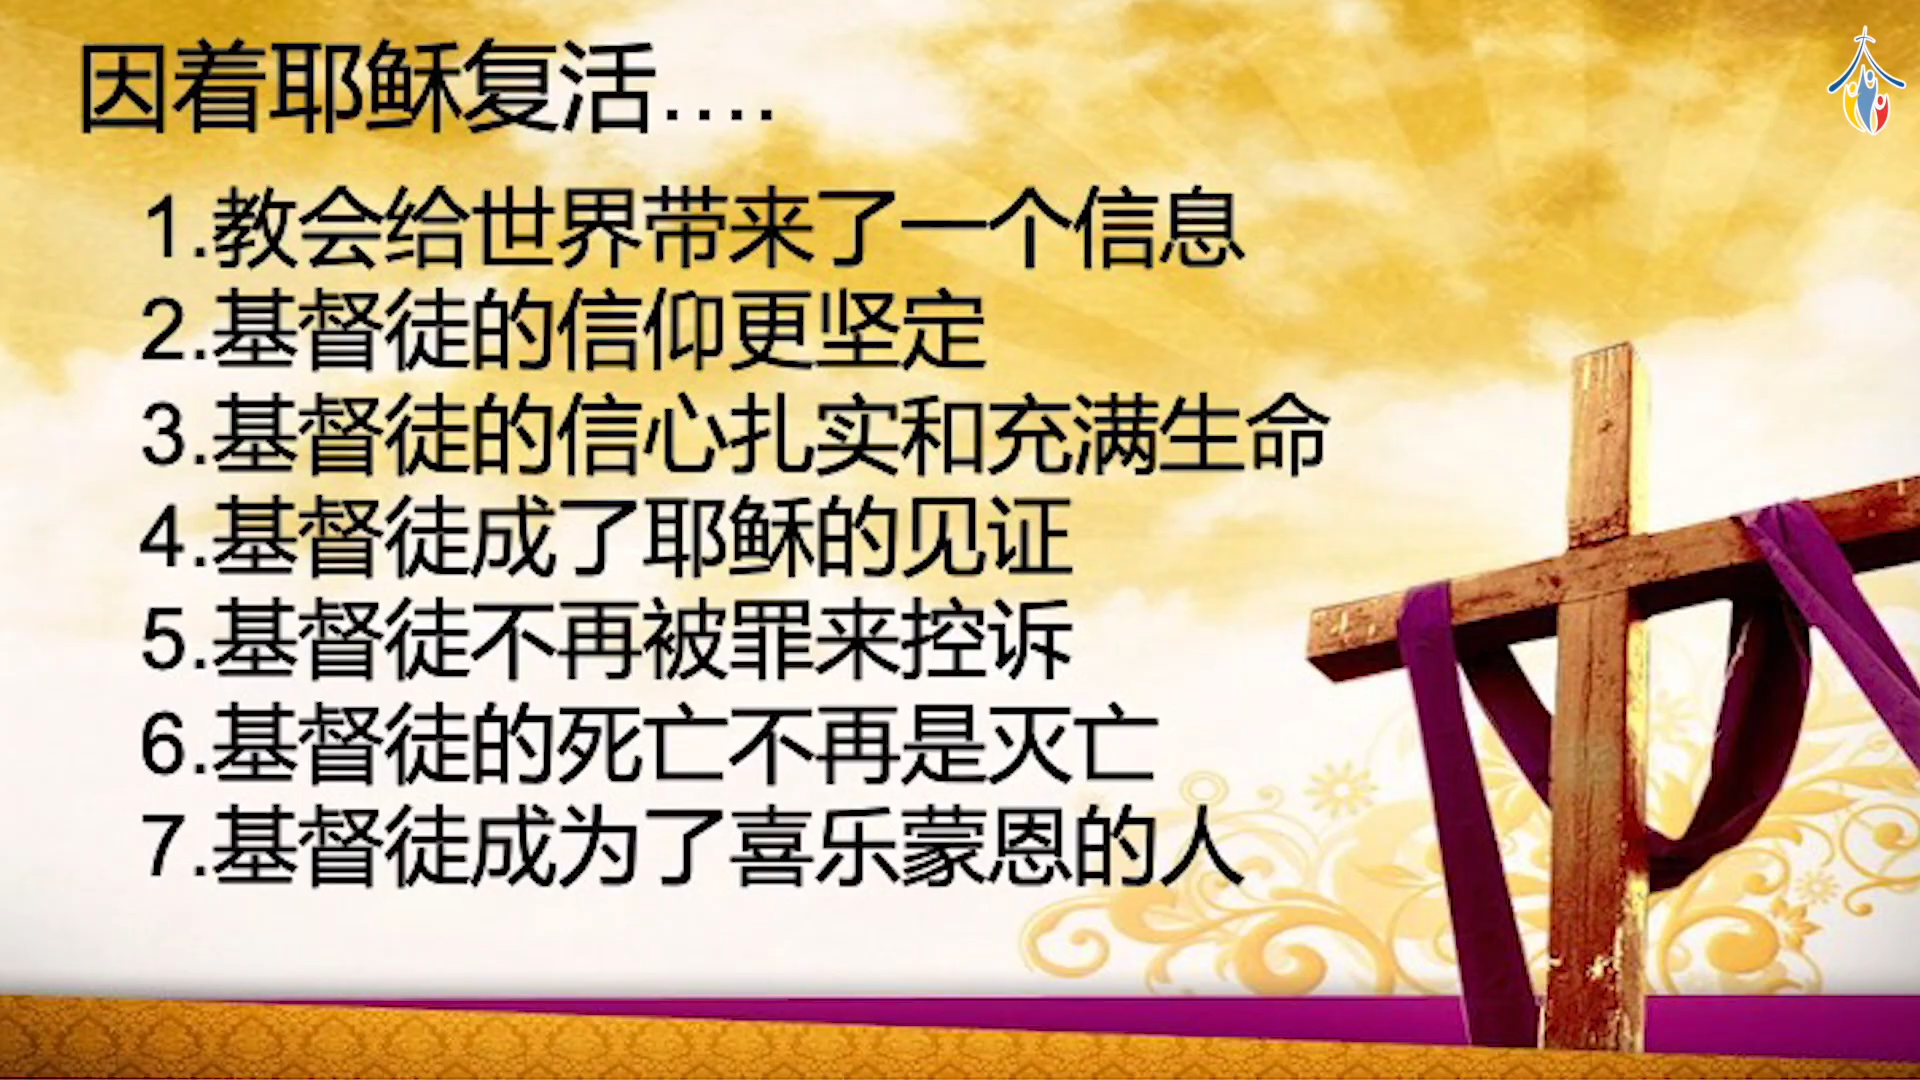 因着耶稣复活....
1.教会给世界带来了一个信息
2.基督徒的信仰更坚定
3.基督徒的信心扎实和充满生命
4.基督徒成了耶稣的见证
5.基督徒不再被罪来控诉
6.基督徒的死亡不再是灭亡
7.基督徒成为了喜乐蒙恩的人